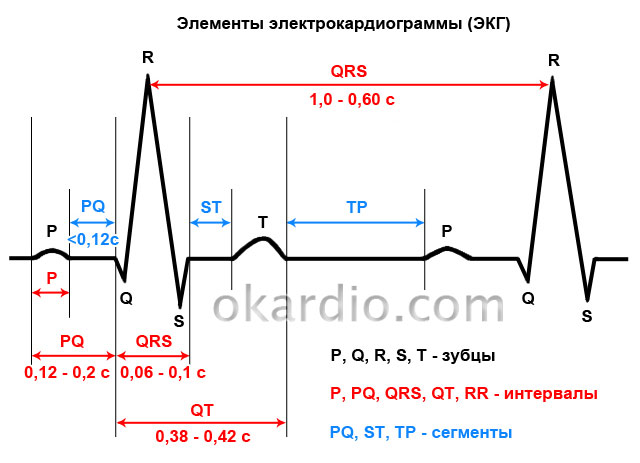 Элементы электрокардиограммы (ЭКГ)
R
R
QRS
1,0 - 0,60 с
PQ
ST
TP
P
<0,12с
T
P
P
Q
S
Q
S
okardio.com
PQ
QRS
0,12 - 0,2 с
0,06 - 0,1 с
QT
0,38 - 0,42 с
P, Q, R, S, T - зубцы
P, PQ, QRS, QT, RR - интервалы
PQ, ST, TP - сегменты